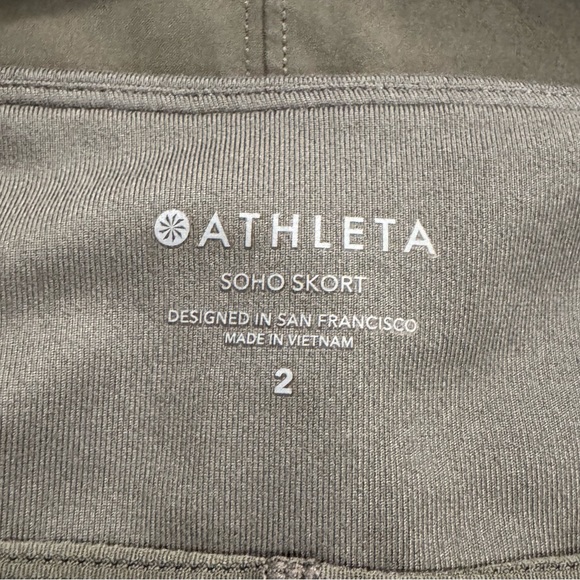 ATHLETA
SOHO SKORT
DESIGNED IN SAN FRANCISCO
MADE IN VIETNAM
2